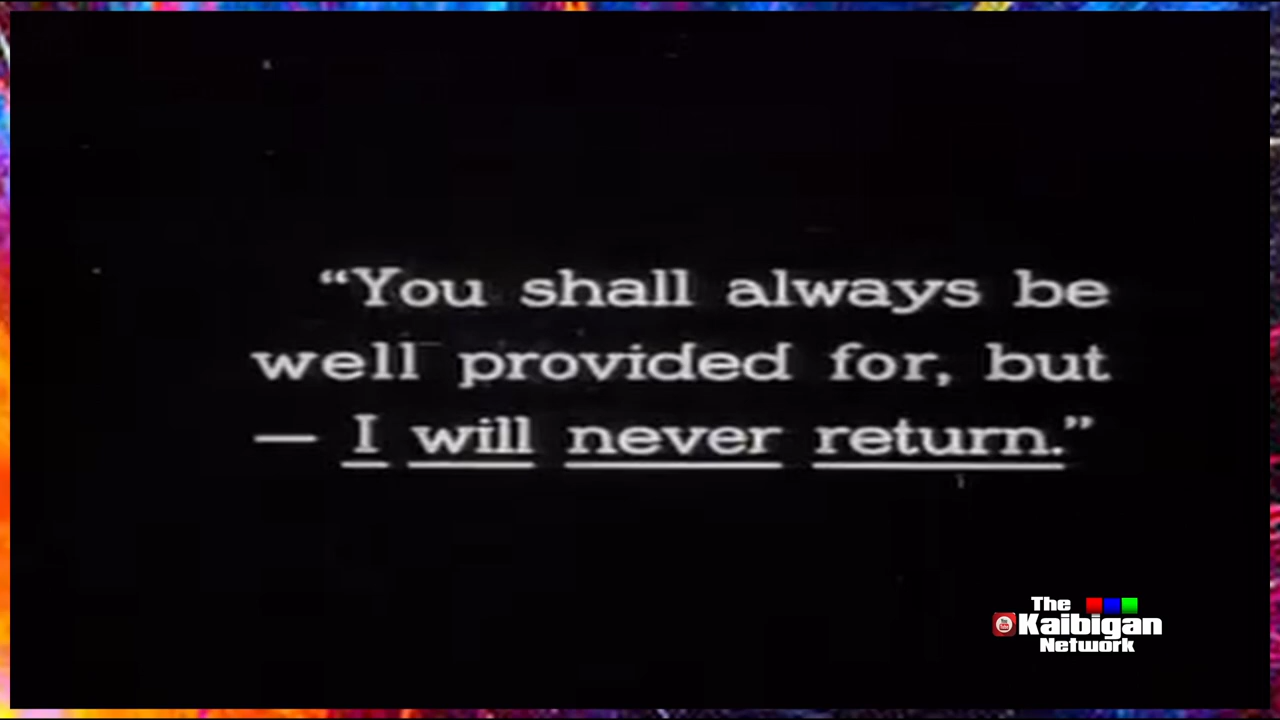 “You shall always be
well provided for, but
— I will never return.”
The
Kaibigan
Network